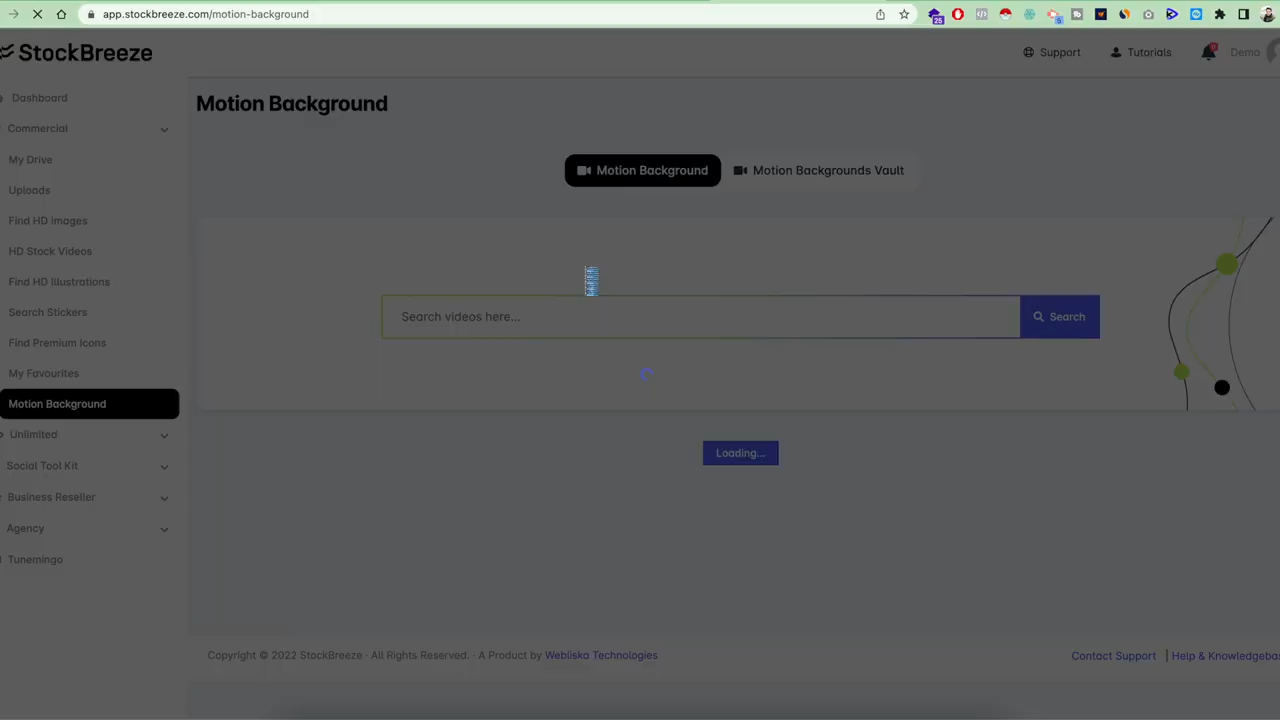 app.stockbreeze.com/motion-background
25
5
StockBreeze
Support
Tutorials
Demo
Dashboard
Commercial
My Drive
Uploads
Find HD Images
HD Stock Videos
Find HD Illustrations
Search Stickers
Find Premium Icons
My Favourites
Motion Background
Unlimited
Social Tool Kit
Business Reseller
Agency
Tunemingo
Motion Background
Motion Background
Motion Backgrounds Vault
Search videos here...
Search
Loading...
Copyright © 2022 StockBreeze · All Rights Reserved. · A Product by Webliska Technologies
Contact Support | Help & Knowledgebas